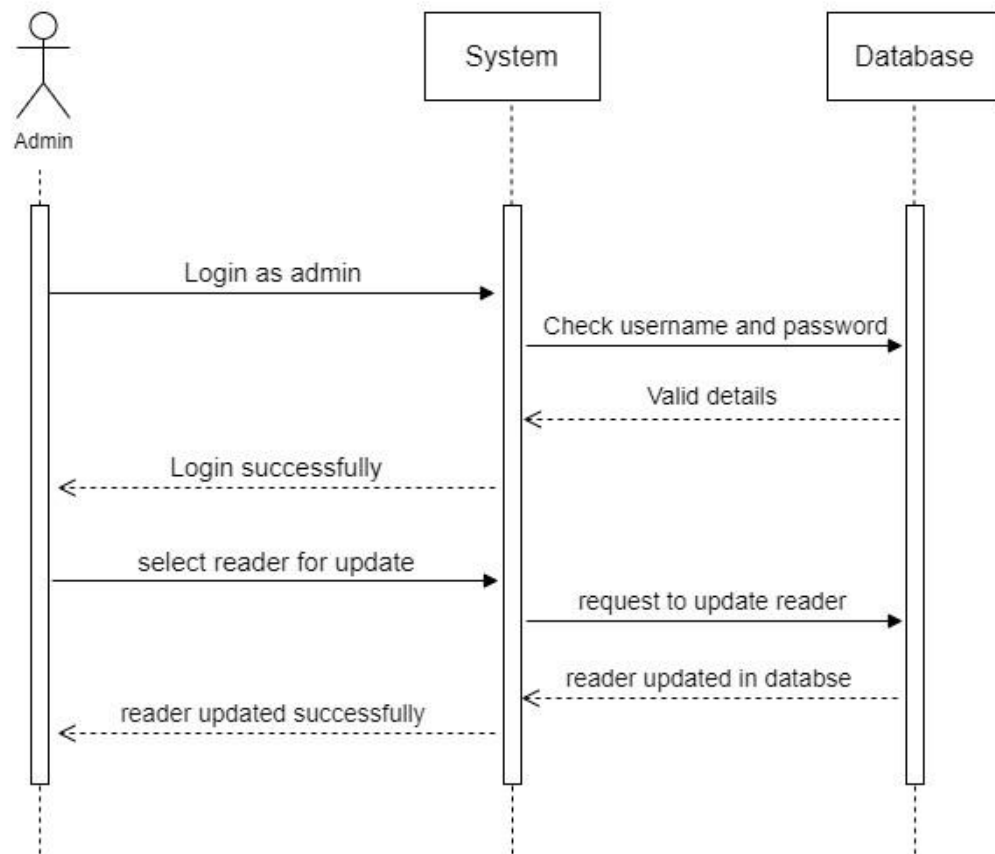 System
Database
Admin
Login as admin
Check username and password
Valid details
Login successfully
select reader for update
request to update reader
reader updated in databse
reader updated successfully